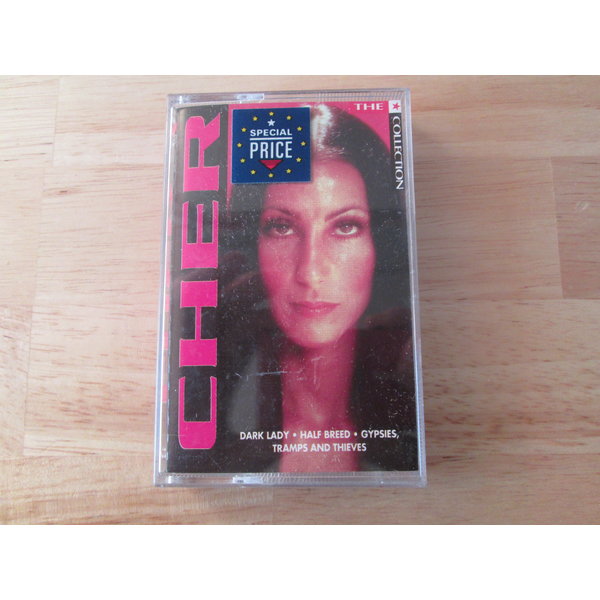 CHER
SPECIAL
PRICE
THE
COLLECTION
DARK LADY • HALF BREED • GYPSIES,
TRAMPS AND THIEVES